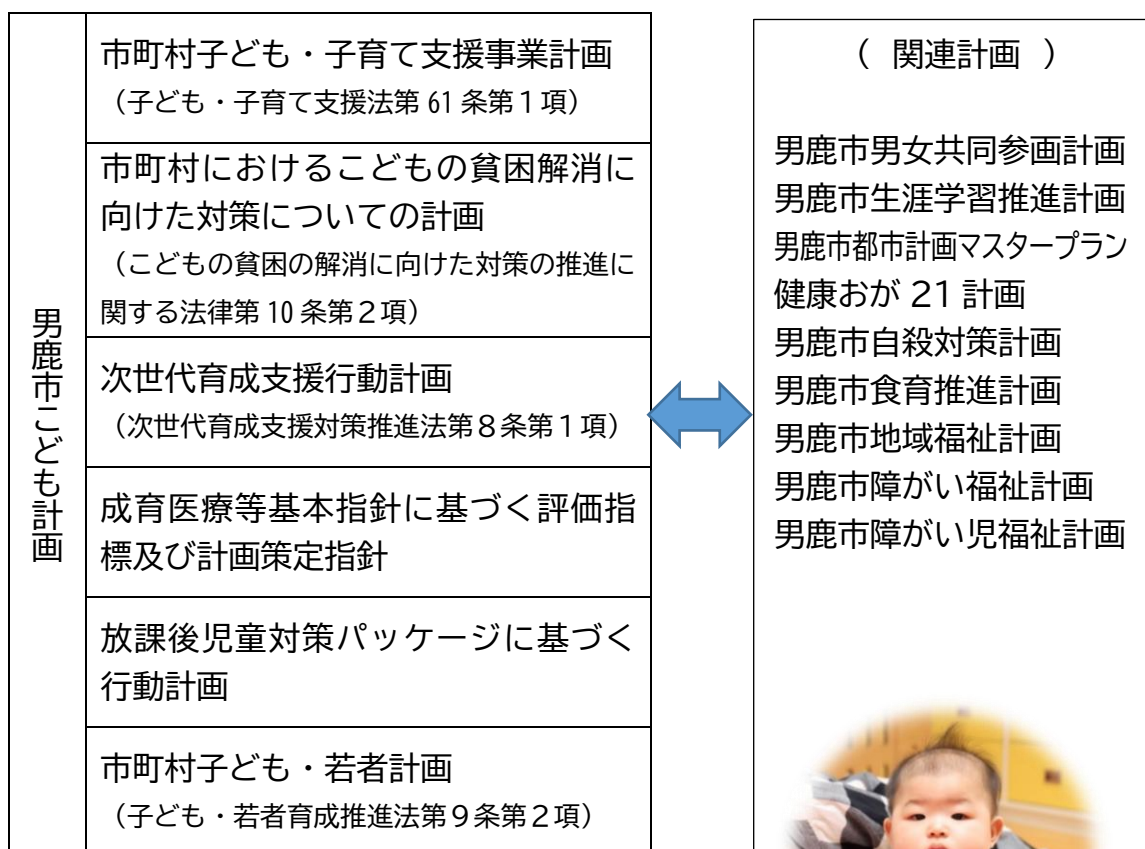 男鹿市こども計画
市町村子ども・子育て支援事業計画
（子ども・子育て支援法第 61 条第１項）
市町村におけるこどもの貧困解消に
向けた対策についての計画
（こどもの貧困の解消に向けた対策の推進に
関する法律第 10 条第２項）
次世代育成支援行動計画
（次世代育成支援対策推進法第８条第１項）
成育医療等基本指針に基づく評価指
標及び計画策定指針
放課後児童対策パッケージに基づく
行動計画
市町村子ども・若者計画
（子ども・若者育成推進法第９条第２項）
（ 関連計画 ）
男鹿市男女共同参画計画
男鹿市生涯学習推進計画
男鹿市都市計画マスタープラン
健康おが 21 計画
男鹿市自殺対策計画
男鹿市食育推進計画
男鹿市地域福祉計画
男鹿市障がい福祉計画
男鹿市障がい児福祉計画